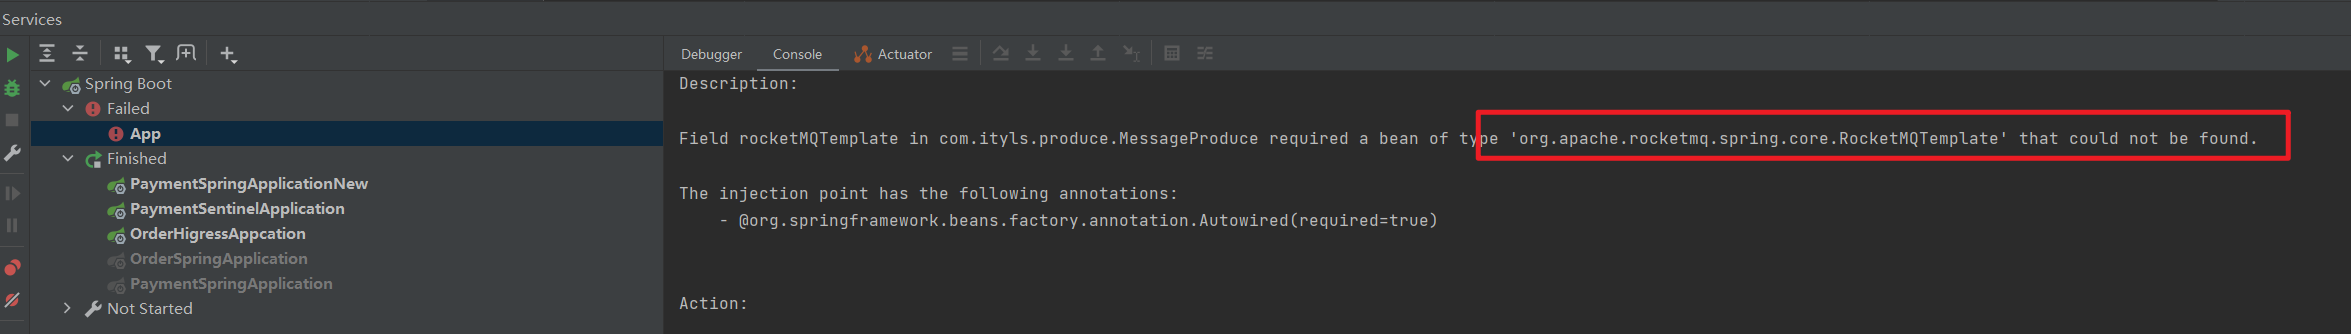 Services
Debugger
Console
Actuator
Spring Boot
Failed
App
Finished
PaymentSpringApplicationNew
PaymentSentinelApplication
OrderHigressAppcation
OrderSpringApplication
PaymentSpringApplication
Not Started
Description:
Field rocketMQTemplate in com.ityls.produce.MessageProduce required a bean of type 'org.apache.rocketmq.spring.core.RocketMQTemplate' that could not be found.
The injection point has the following annotations:
- @org.springframework.beans.factory.annotation.Autowired(required=true)
Action: